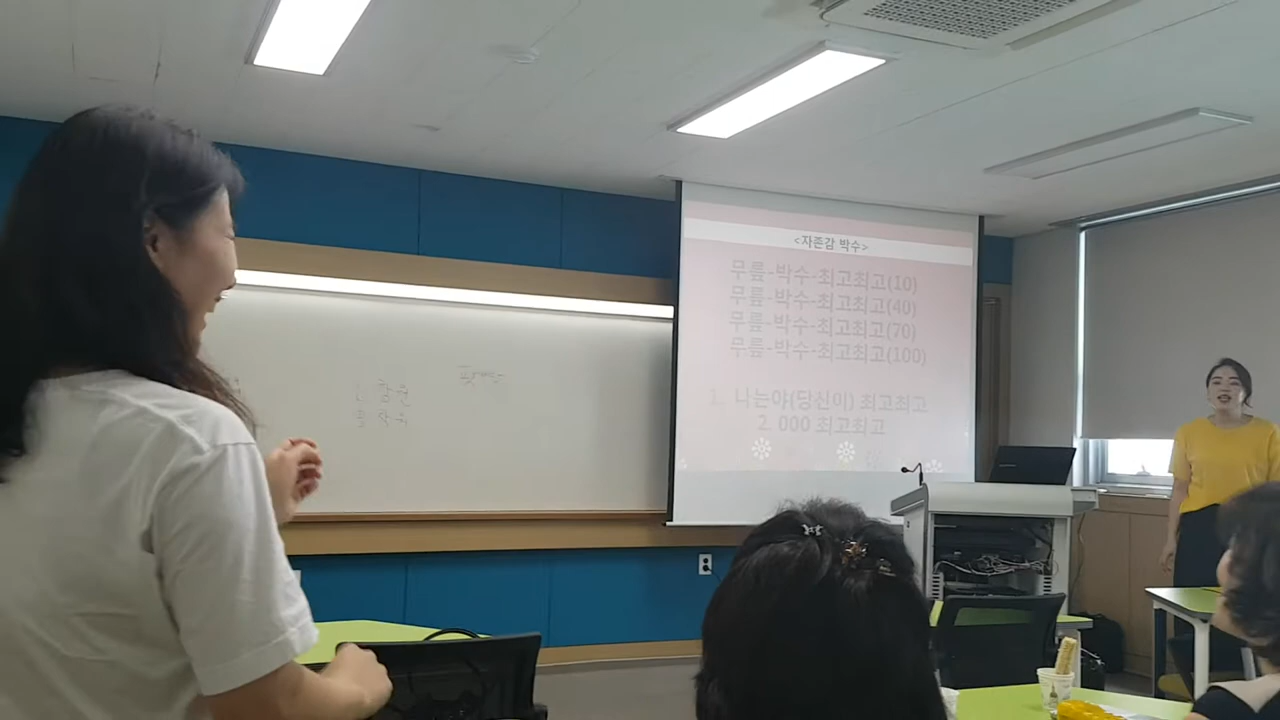 <자존감 박수>
무릎-박수-최고최고(10)
무릎-박수-최고최고(40)
무릎-박수-최고최고(70)
무릎-박수-최고최고(100)
1. 나는야(당신이) 최고최고
2. 000 최고최고